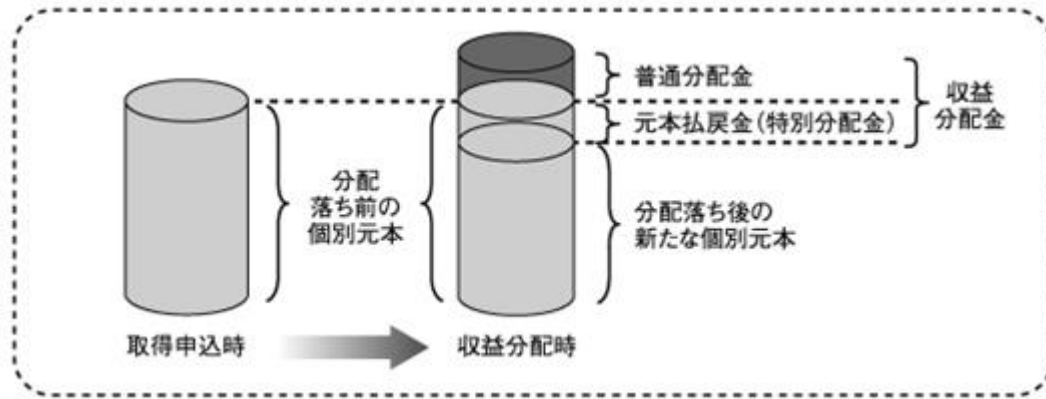 普通分配金
元本払戻金(特別分配金)
収益
分配金
分配
落ち前の
個別元本
分配落ち後の
新たな個別元本
取得申込時
収益分配時